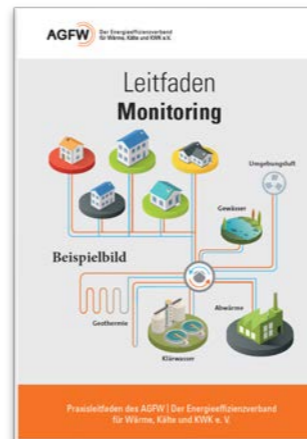 AGFW
Der Energieeffizienzverband
für Wärme, Kälte und KWK e.V.
Leitfaden
Monitoring
Umgebungsluft
Gewässer
Beispielbild
Geothermie
Abwärme
Klärwasser
Praxisleitfaden des AGFW | Der Energieeffizienzverband
für Wärme, Kälte und KWK e. V.